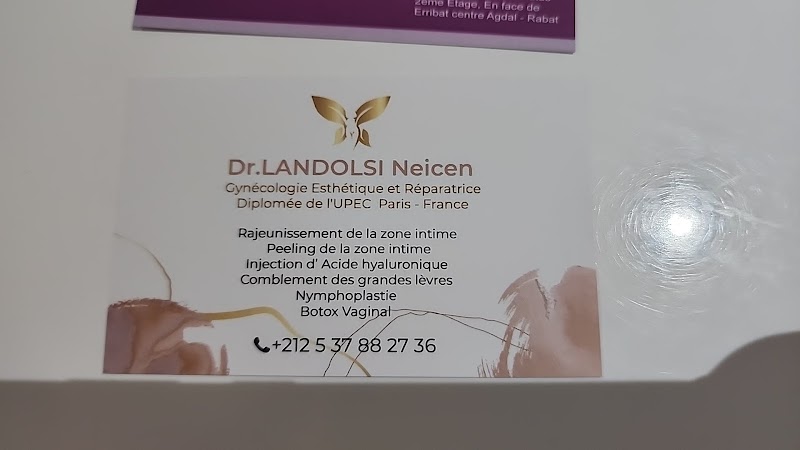 2ème Etage, En face de
Erribat centre Agdal - Rabat
Dr.LANDOLSI Neicen
Gynécologie Esthétique et Réparatrice
Diplomée de l'UPEC Paris - France
Rajeunissement de la zone intime
Peeling de la zone intime
Injection d' Acide hyaluronique
Comblement des grandes lèvres
Nymphoplastie
Botox Vaginal
+212 5 37 88 27 36